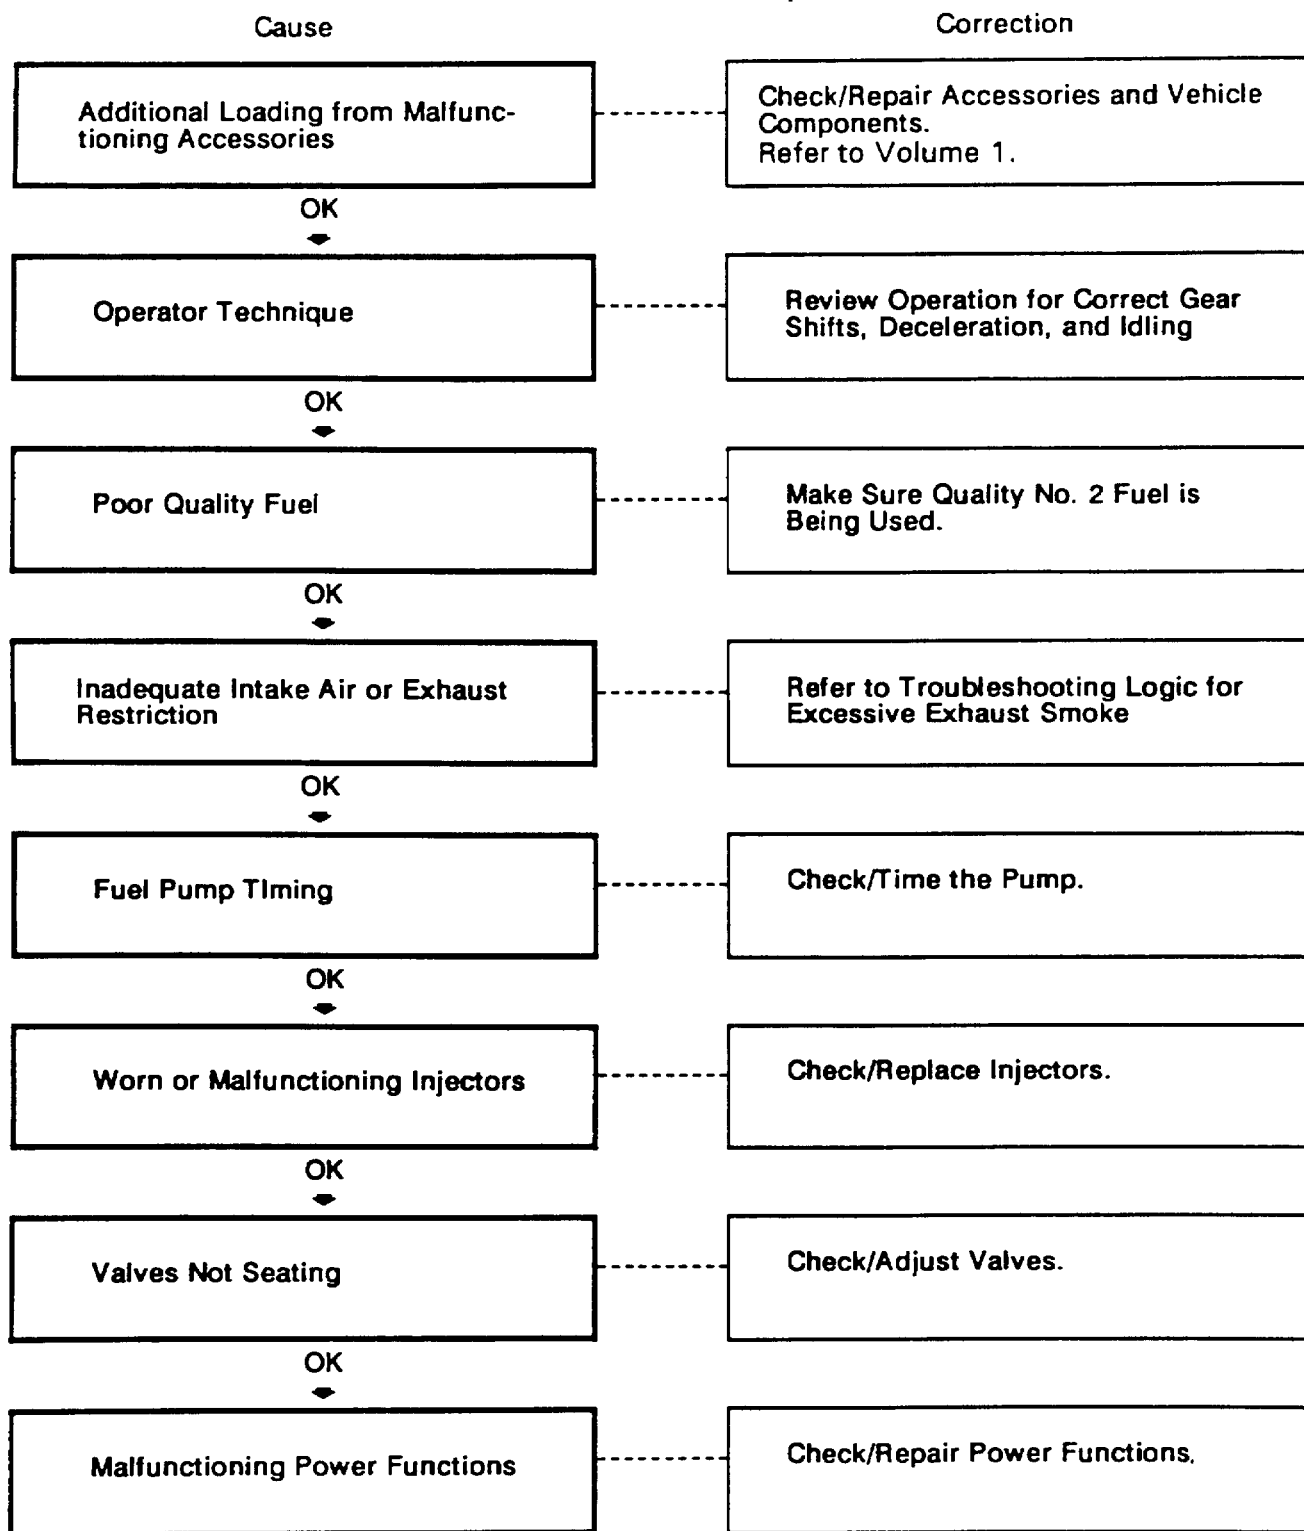 Cause
Correction
Additional Loading from Malfunc-
tioning Accessories
Check/Repair Accessories and Vehicle
Components.
Refer to Volume 1.
OK
Operator Technique
Review Operation for Correct Gear
Shifts, Deceleration, and Idling
OK
Poor Quality Fuel
Make Sure Quality No. 2 Fuel is
Being Used.
OK
Inadequate Intake Air or Exhaust
Restriction
Refer to Troubleshooting Logic for
Excessive Exhaust Smoke
OK
Fuel Pump TIming
Check/Time the Pump.
OK
Worn or Malfunctioning Injectors
Check/Replace Injectors.
OK
Valves Not Seating
Check/Adjust Valves.
OK
Malfunctioning Power Functions
Check/Repair Power Functions.